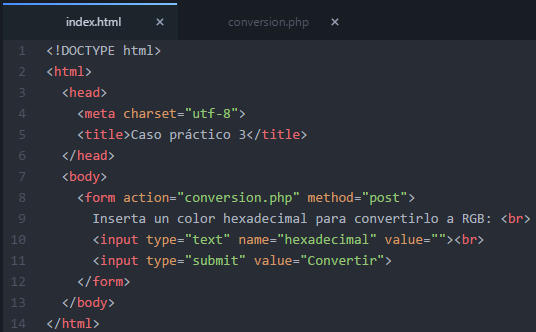 index.html × conversion.php ×
1 <!DOCTYPE html>
2 <html>
3 <head>
4 <meta charset="utf-8">
5 <title>Caso práctico 3</title>
6 </head>
7 <body>
8 <form action="conversion.php" method="post">
9 Inserta un color hexadecimal para convertirlo a RGB: <br>
10 <input type="text" name="hexadecimal" value=""><br>
11 <input type="submit" value="Convertir">
12 </form>
13 </body>
14 </html>